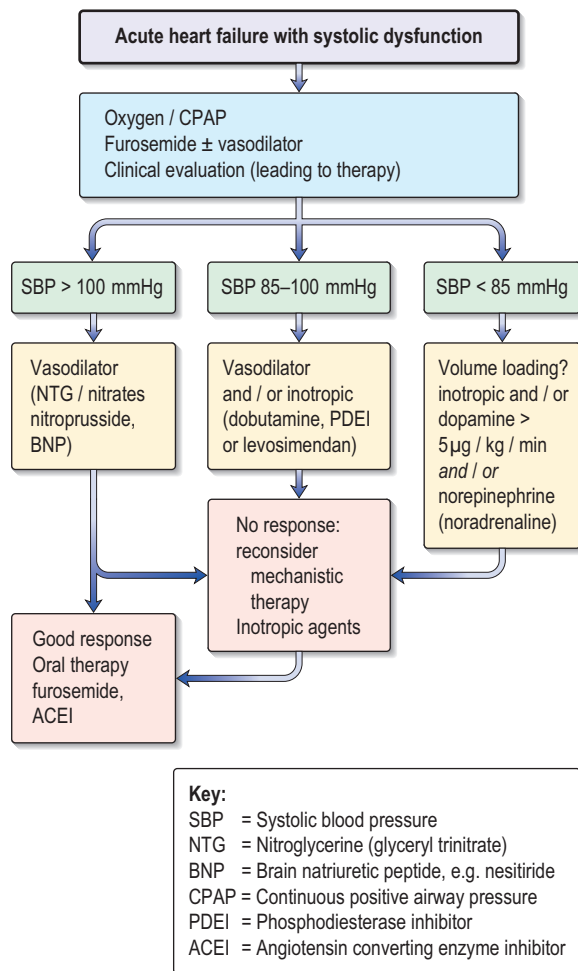 Acute heart failure with systolic dysfunction
Oxygen / CPAP
Furosemide ± vasodilator
Clinical evaluation (leading to therapy)
SBP > 100 mmHg
SBP 85–100 mmHg
SBP < 85 mmHg
Vasodilator
(NTG / nitrates
nitroprusside,
BNP)
Vasodilator
and / or inotropic
(dobutamine, PDEI
or levosimendan)
Volume loading?
inotropic and / or
dopamine >
5µg / kg / min
and / or
norepinephrine
(noradrenaline)
No response:
reconsider
mechanistic
therapy
Inotropic agents
Good response
Oral therapy
furosemide,
ACEI
Key:
SBP = Systolic blood pressure
NTG = Nitroglycerine (glyceryl trinitrate)
BNP = Brain natriuretic peptide, e.g. nesitiride
CPAP = Continuous positive airway pressure
PDEI = Phosphodiesterase inhibitor
ACEI = Angiotensin converting enzyme inhibitor